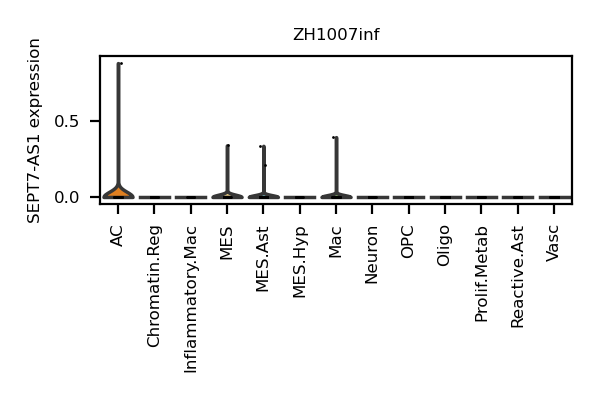 ZH1007inf
SEPT7-AS1 expression
0.5
0.0
AC
Chromatin.Reg
Inflammatory.Mac
MES
MES.Ast
MES.Hyp
Mac
Neuron
OPC
Oligo
Prolif.Metab
Reactive.Ast
Vasc